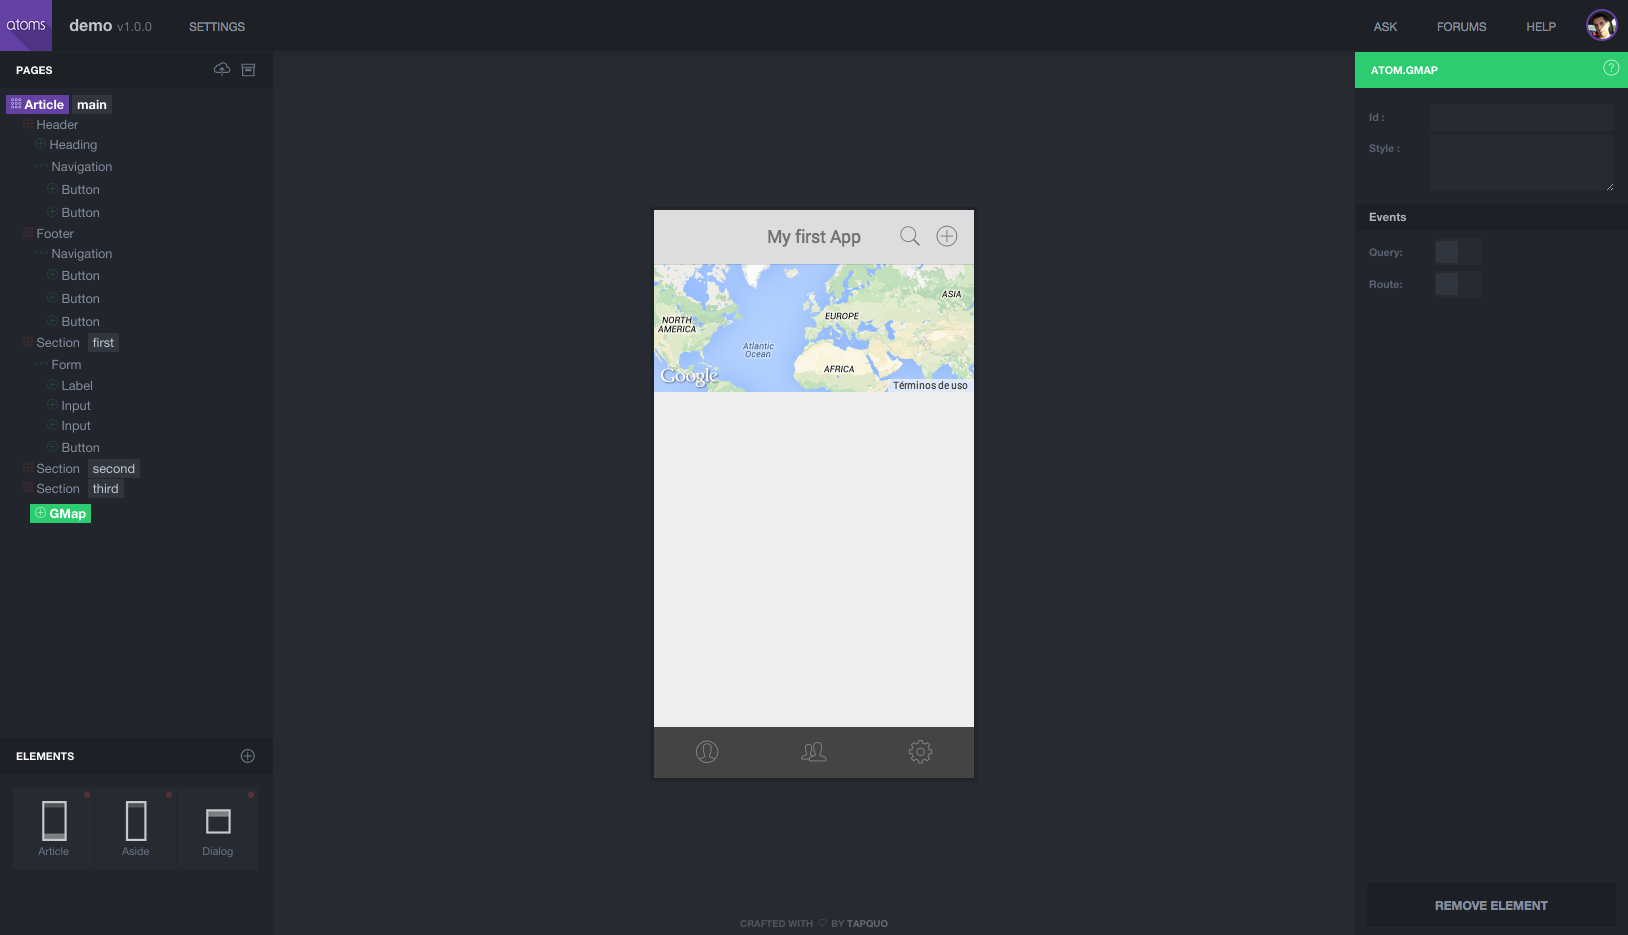 atoms demo v1.0.0 SETTINGS ASK FORUMS HELP
PAGES
Article main
Header
Heading
Navigation
Button
Button
Footer
Navigation
Button
Button
Button
Section first
Form
Label
Input
Input
Button
Section second
Section third
GMap
ELEMENTS
Article Aside Dialog
My first App
ASIA
NORTH
AMERICA
EUROPE
Atlantic
Ocean
AFRICA
Google
Términos de uso
CRAFTED WITH ♡ BY TAPQUO
ATOM.GMAP ?
Id :
Style :
Events
Query:
Route:
REMOVE ELEMENT